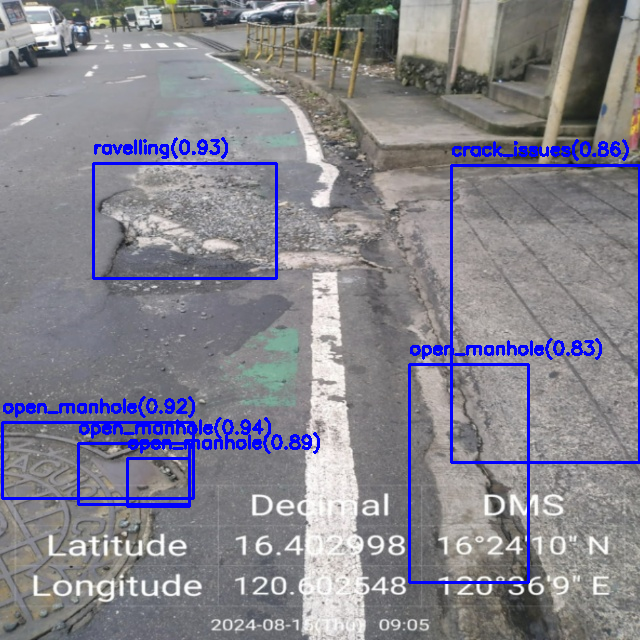 ravelling(0.93)
crack_issues(0.86)
open_manhole(0.83)
open_manhole(0.92)
open_manhole(0.94)
open_manhole(0.89)
Decimal DMS
Latitude 16.402998 16°24'10" N
Longitude 120.602548 120°36'9" E
2024-08-15(Thu) 09:05